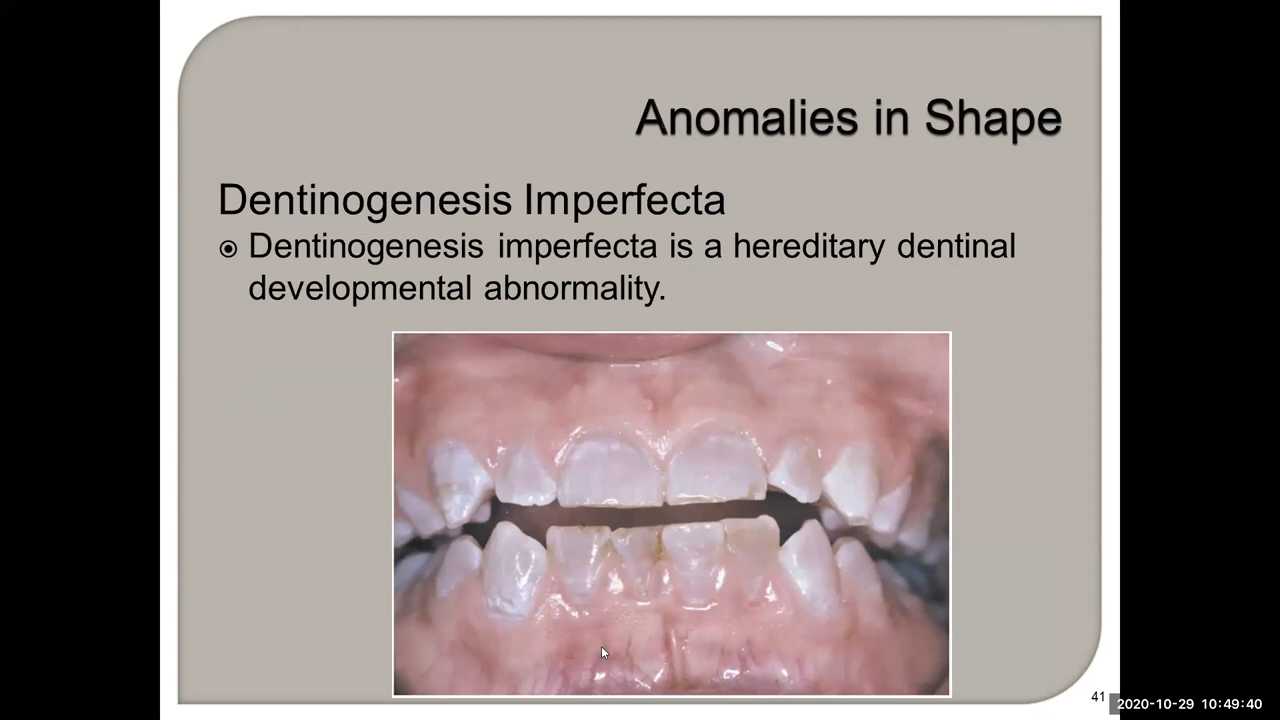 Anomalies in Shape
Dentinogenesis Imperfecta
Dentinogenesis imperfecta is a hereditary dentinal
developmental abnormality.
41
2020-10-29 10:49:40